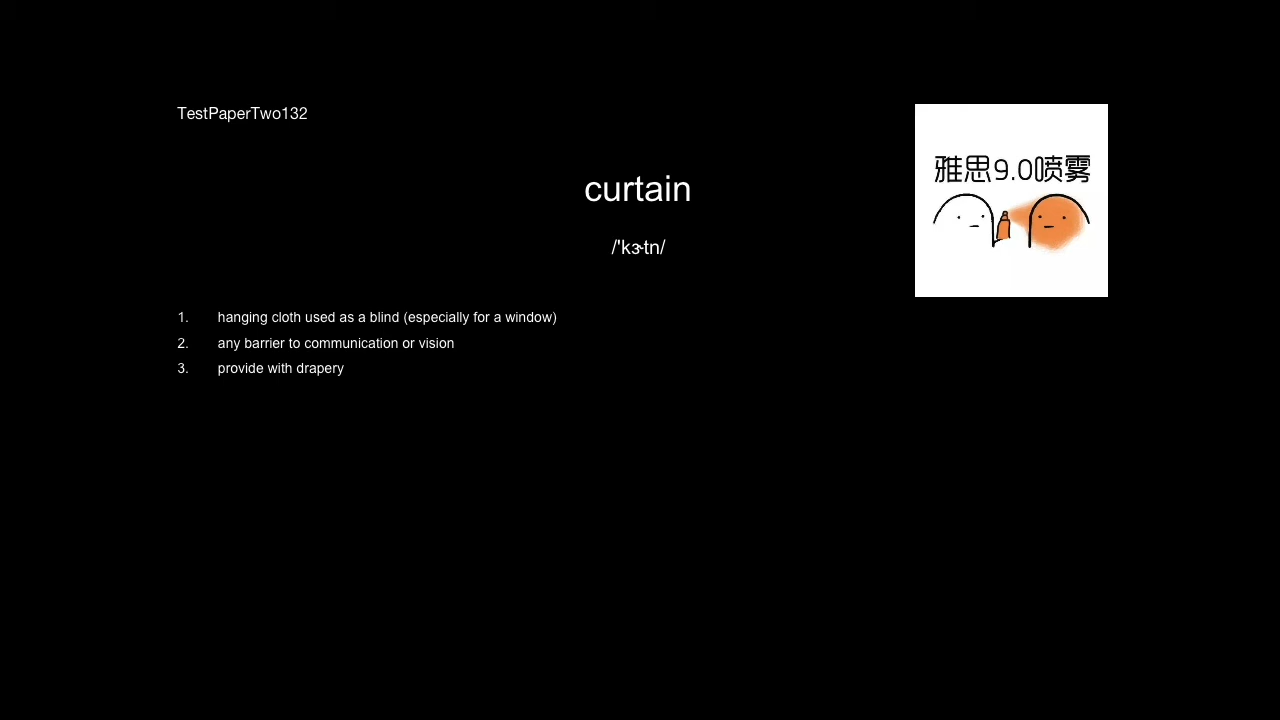 TestPaperTwo132
雅思9.0喷雾
curtain
/'kɝtn/
1. hanging cloth used as a blind (especially for a window)
2. any barrier to communication or vision
3. provide with drapery